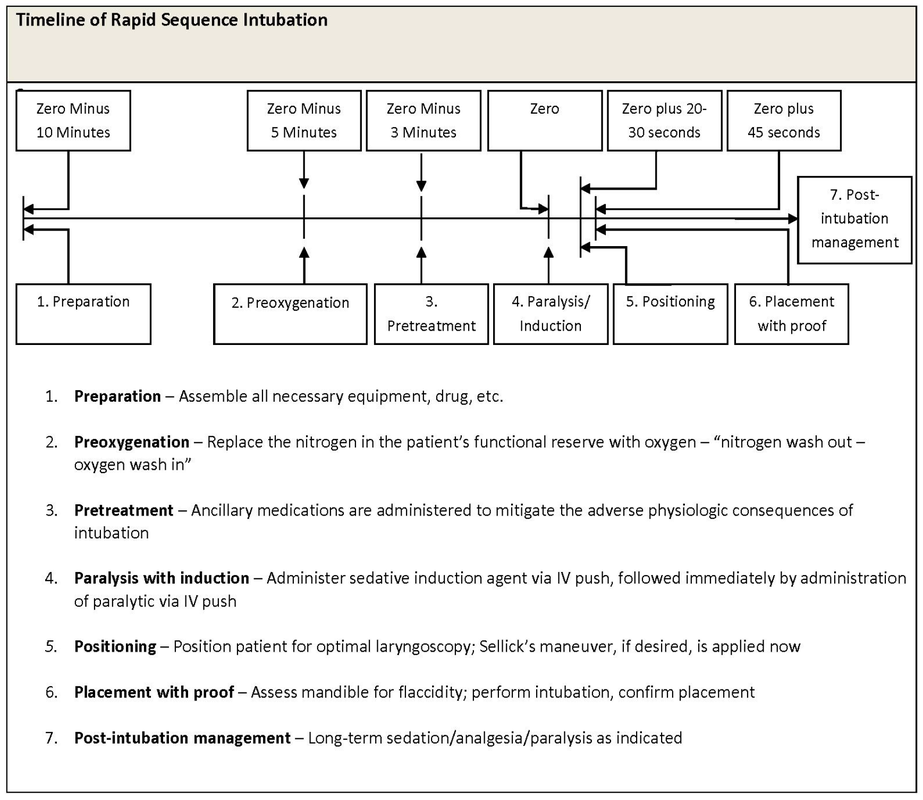 Timeline of Rapid Sequence Intubation
Zero Minus
10 Minutes
Zero Minus
5 Minutes
Zero Minus
3 Minutes
Zero
Zero plus 20-
30 seconds
Zero plus
45 seconds
7. Post-
intubation
management
1. Preparation
2. Preoxygenation
3.
Pretreatment
4. Paralysis/
Induction
5. Positioning
6. Placement
with proof
1. Preparation – Assemble all necessary equipment, drug, etc.
2. Preoxygenation – Replace the nitrogen in the patient’s functional reserve with oxygen – “nitrogen wash out –
oxygen wash in”
3. Pretreatment – Ancillary medications are administered to mitigate the adverse physiologic consequences of
intubation
4. Paralysis with induction – Administer sedative induction agent via IV push, followed immediately by administration
of paralytic via IV push
5. Positioning – Position patient for optimal laryngoscopy; Sellick’s maneuver, if desired, is applied now
6. Placement with proof – Assess mandible for flaccidity; perform intubation, confirm placement
7. Post-intubation management – Long-term sedation/analgesia/paralysis as indicated